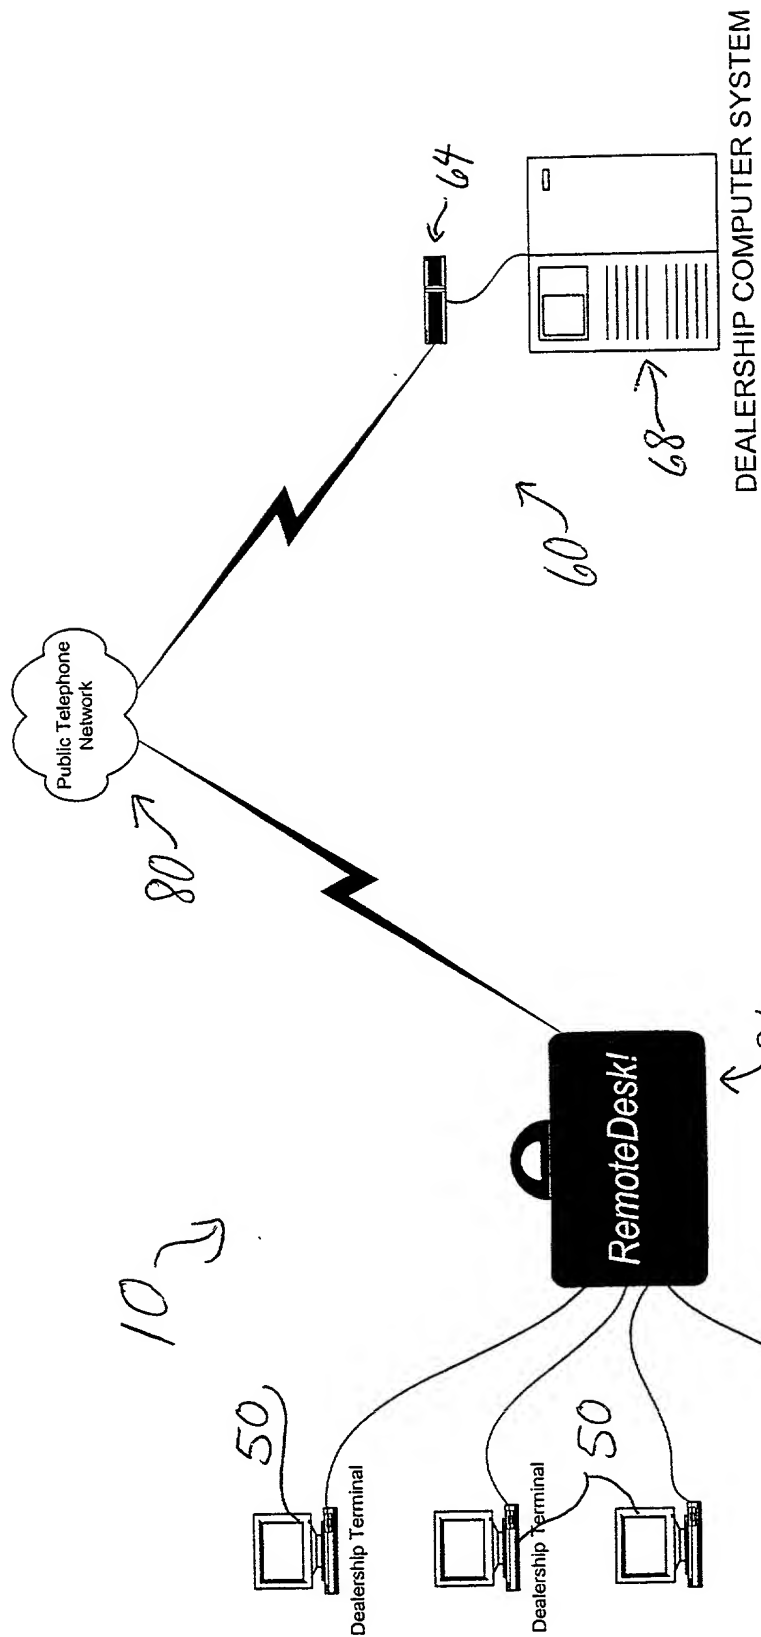 10
50
Dealership Terminal
50
Dealership Terminal
RemoteDesk!
80
Public Telephone
Network
64
60
68
DEALERSHIP COMPUTER SYSTEM